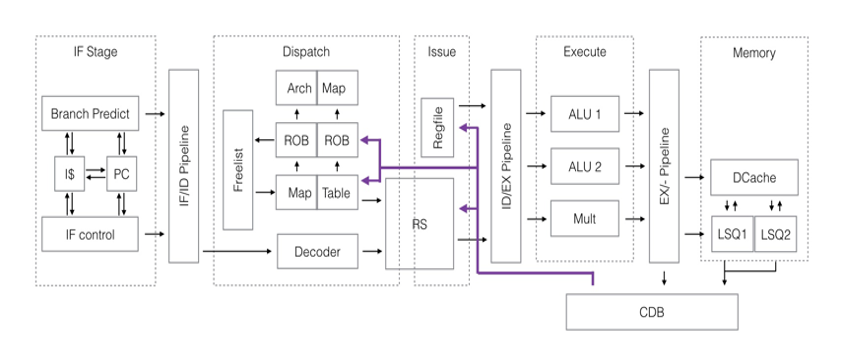 IF Stage
Dispatch
Issue
Execute
Memory
Arch Map
Branch Predict
ALU 1
Freelist
ROB ROB
Regfile
IF/ID Pipeline
ID/EX Pipeline
EX/- Pipeline
I$
PC
ALU 2
DCache
Map Table
RS
Mult
IF control
Decoder
LSQ1 LSQ2
CDB